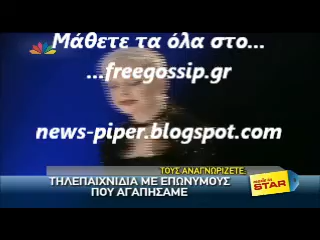 Μάθετε τα όλα στο...
...freegossip.gr
news-piper.blogspot.com
ΤΟΥΣ ΑΝΑΓΝΩΡΙΖΕΤΕ;
ΤΗΛΕΠΑΙΧΝΙΔΙΑ ΜΕ ΕΠΩΝΥΜΟΥΣ
ΠΟΥ ΑΓΑΠΗΣΑΜΕ
STAR